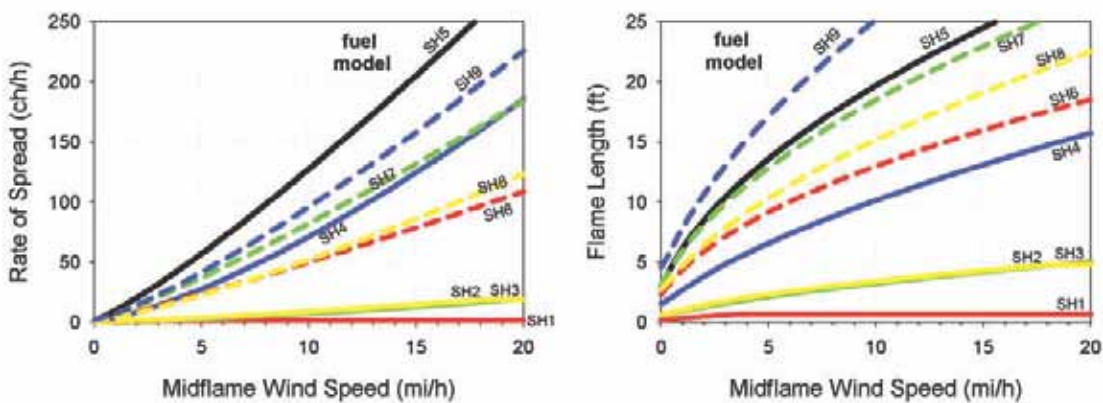 250
200
150
100
50
0
Rate of Spread (ch/h)
fuel
model
SH5
SH9
SH7
SH4
SH8
SH6
SH2 SH3
SH1
0 5 10 15 20
Midflame Wind Speed (mi/h)
25
20
15
10
5
0
Flame Length (ft)
fuel
model
SH9
SH5
SH7
SH8
SH6
SH4
SH2 SH3
SH1
0 5 10 15 20
Midflame Wind Speed (mi/h)